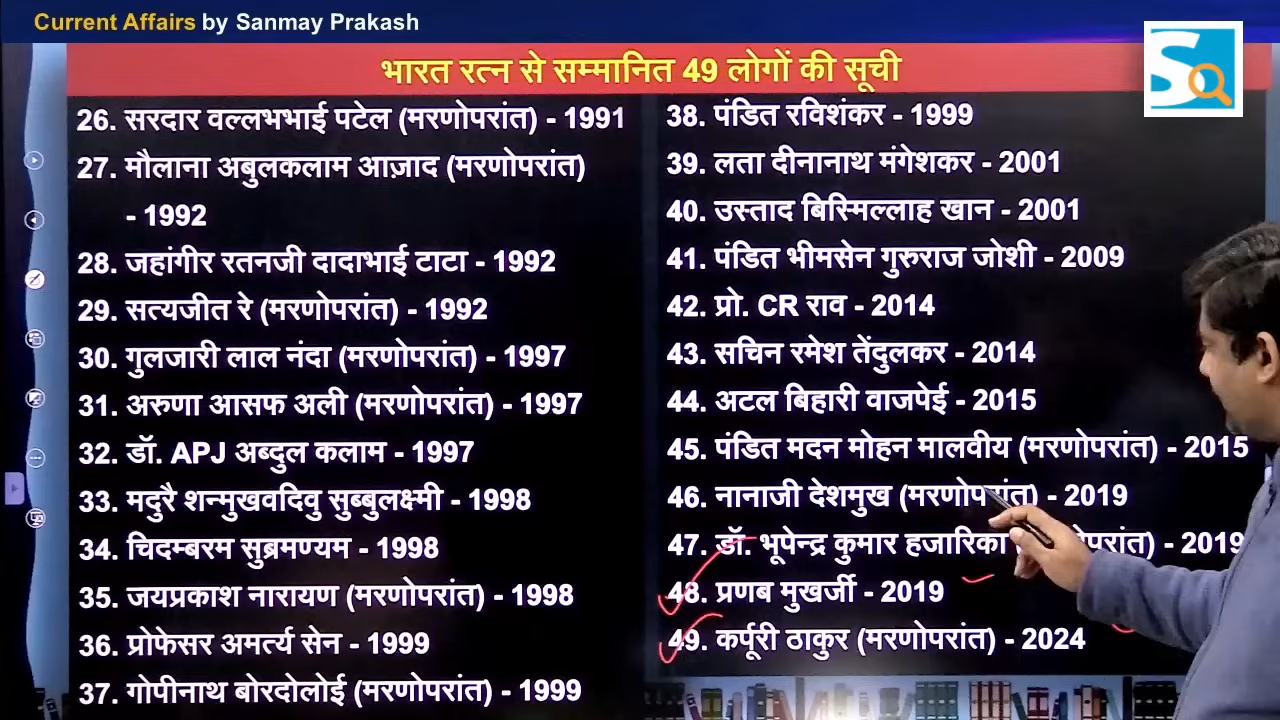 Current Affairs by Sanmay Prakash
भारत रत्न से सम्मानित 49 लोगों की सूची
26. सरदार वल्लभभाई पटेल (मरणोपरांत) - 1991
27. मौलाना अबुलकलाम आज़ाद (मरणोपरांत)
- 1992
28. जहांगीर रतनजी दादाभाई टाटा - 1992
29. सत्यजीत रे (मरणोपरांत) - 1992
30. गुलजारी लाल नंदा (मरणोपरांत) - 1997
31. अरुणा आसफ अली (मरणोपरांत) - 1997
32. डॉ. APJ अब्दुल कलाम - 1997
33. मदुरै शन्मुखवदिवु सुब्बुलक्ष्मी - 1998
34. चिदम्बरम सुब्रमण्यम - 1998
35. जयप्रकाश नारायण (मरणोपरांत) - 1998
36. प्रोफेसर अमर्त्य सेन - 1999
37. गोपीनाथ बोरदोलोई (मरणोपरांत) - 1999
38. पंडित रविशंकर - 1999
39. लता दीनानाथ मंगेशकर - 2001
40. उस्ताद बिस्मिल्लाह खान - 2001
41. पंडित भीमसेन गुरुराज जोशी - 2009
42. प्रो. CR राव - 2014
43. सचिन रमेश तेंदुलकर - 2014
44. अटल बिहारी वाजपेई - 2015
45. पंडित मदन मोहन मालवीय (मरणोपरांत) - 2015
46. नानाजी देशमुख (मरणोपरांत) - 2019
47. डॉ. भूपेन्द्र कुमार हजारिका - 2019
48. प्रणब मुखर्जी - 2019
49. कर्पूरी ठाकुर (मरणोपरांत) - 2024